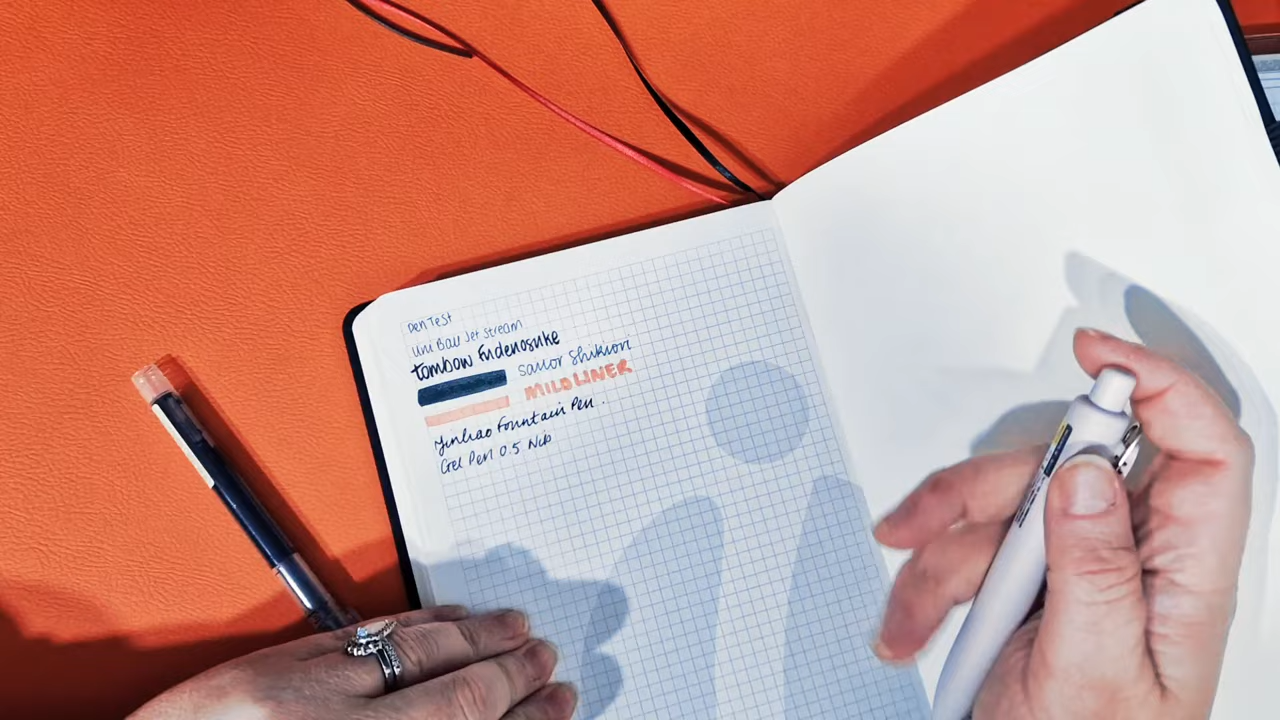 Pen Test
Uni Ball Jet Stream
Tombow Fudenosuke
Sailor Shikiori
MILDLINER
Jinhao Fountain Pen.
Gel Pen 0.5 Nib